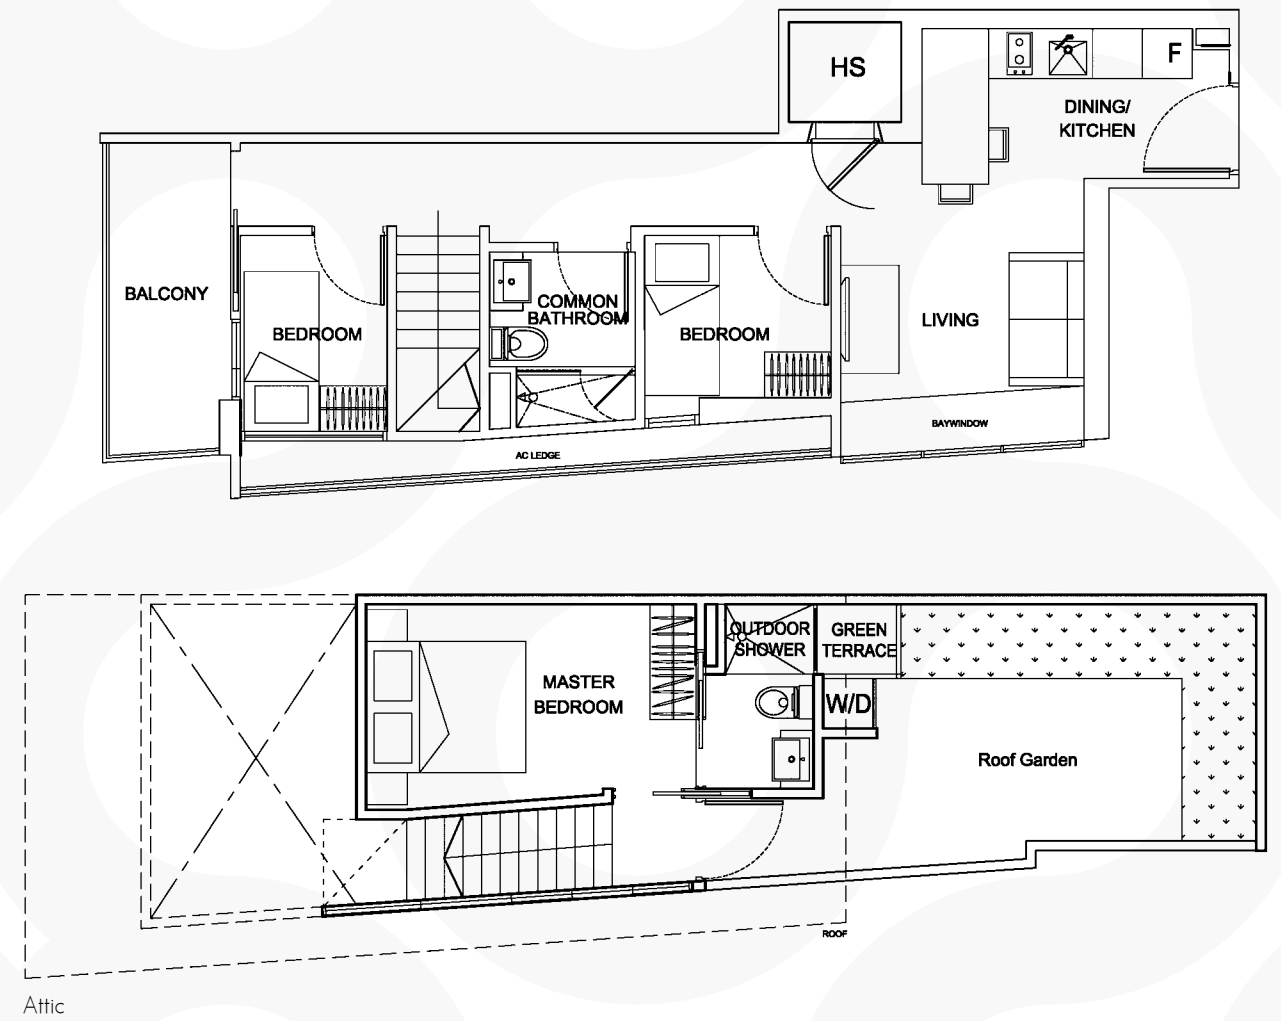 HS
F
DINING/
KITCHEN
BALCONY
BEDROOM
COMMON
BATHROOM
BEDROOM
LIVING
BAYWINDOW
AC LEDGE
OUTDOOR
SHOWER
GREEN
TERRACE
MASTER
BEDROOM
W/D
Roof Garden
ROOF
Attic